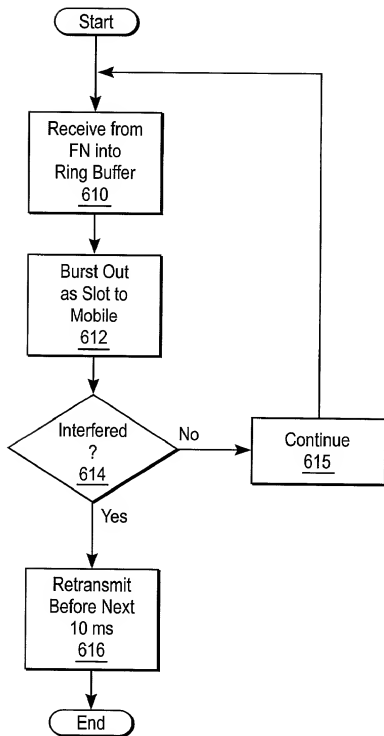 Start
Receive from
FN into
Ring Buffer
610
Burst Out
as Slot to
Mobile
612
Interfered
?
614
No
Continue
615
Yes
Retransmit
Before Next
10 ms
616
End